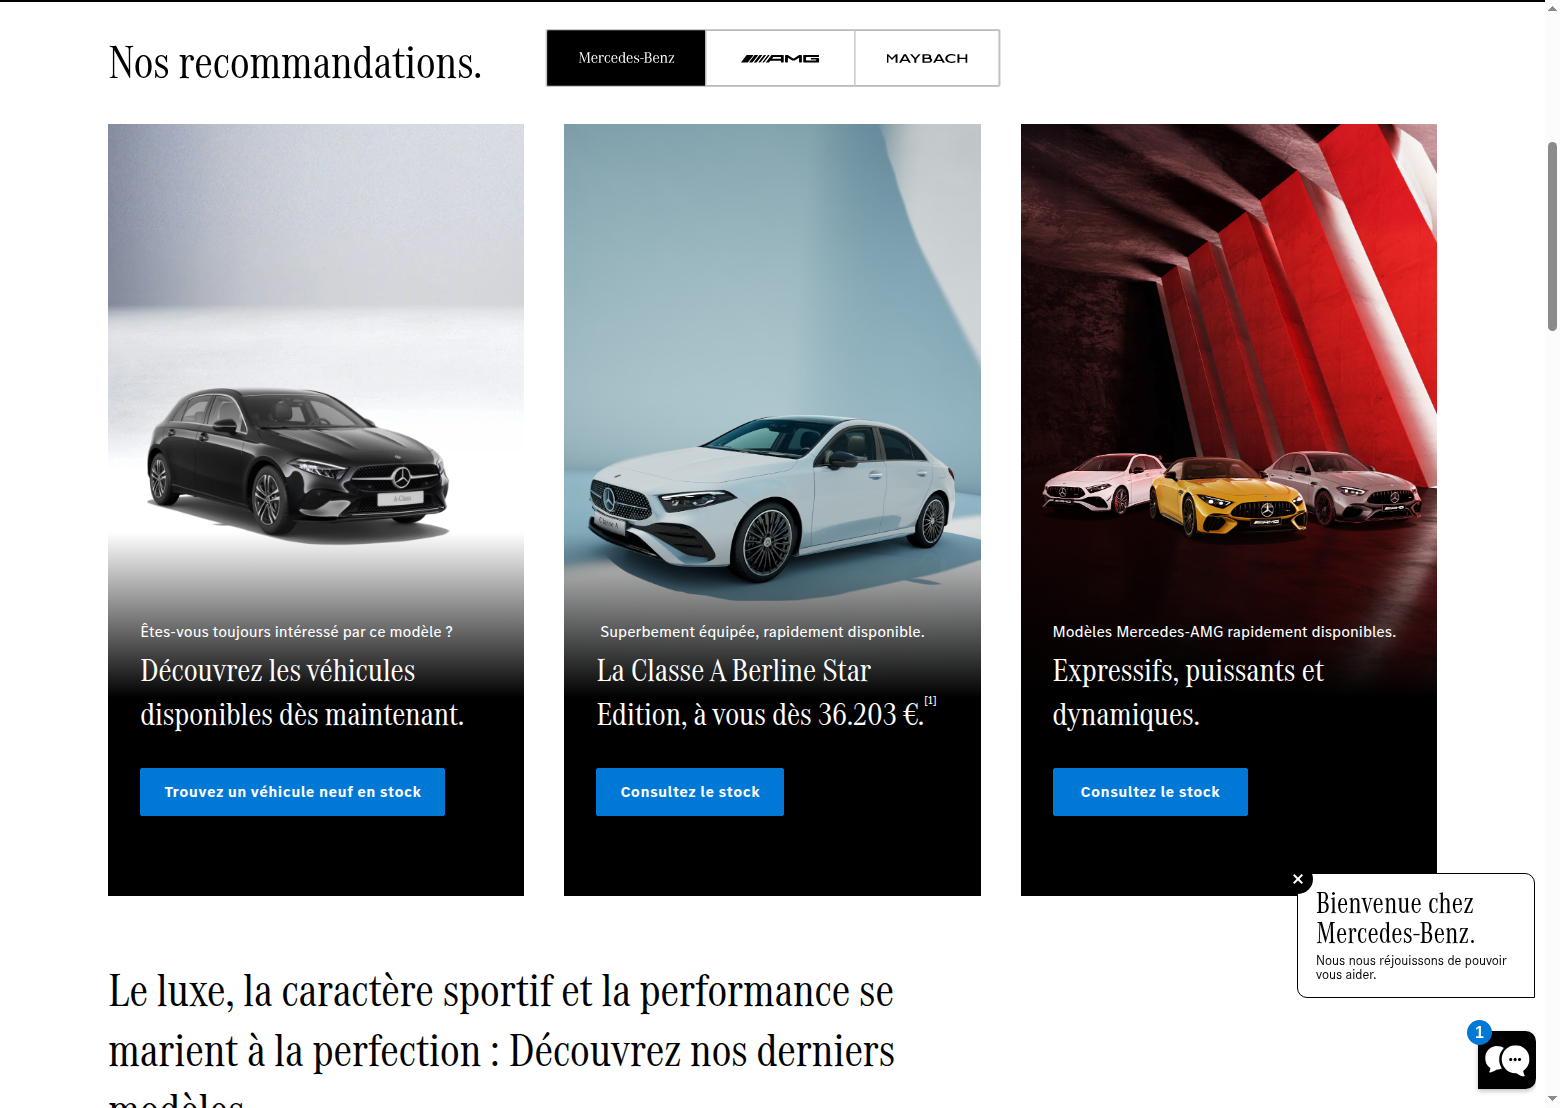 Nos recommandations.
Mercedes-Benz
AMG
MAYBACH
A-Class
Classe A
AMG
Êtes-vous toujours intéressé par ce modèle ?
Découvrez les véhicules
disponibles dès maintenant.
Trouvez un véhicule neuf en stock
Superbement équipée, rapidement disponible.
La Classe A Berline Star
Edition, à vous dès 36.203 €.[1]
Consultez le stock
Modèles Mercedes-AMG rapidement disponibles.
Expressifs, puissants et
dynamiques.
Consultez le stock
Bienvenue chez
Mercedes-Benz.
Nous nous réjouissons de pouvoir
vous aider.
1
Le luxe, la caractère sportif et la performance se
marient à la perfection : Découvrez nos derniers
modèles